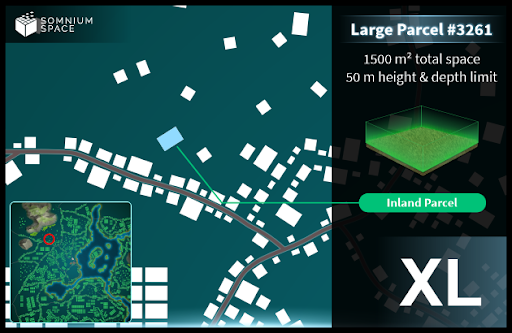 SOMNIUM
SPACE
Large Parcel #3261
1500 m² total space
50 m height & depth limit
Inland Parcel
XL